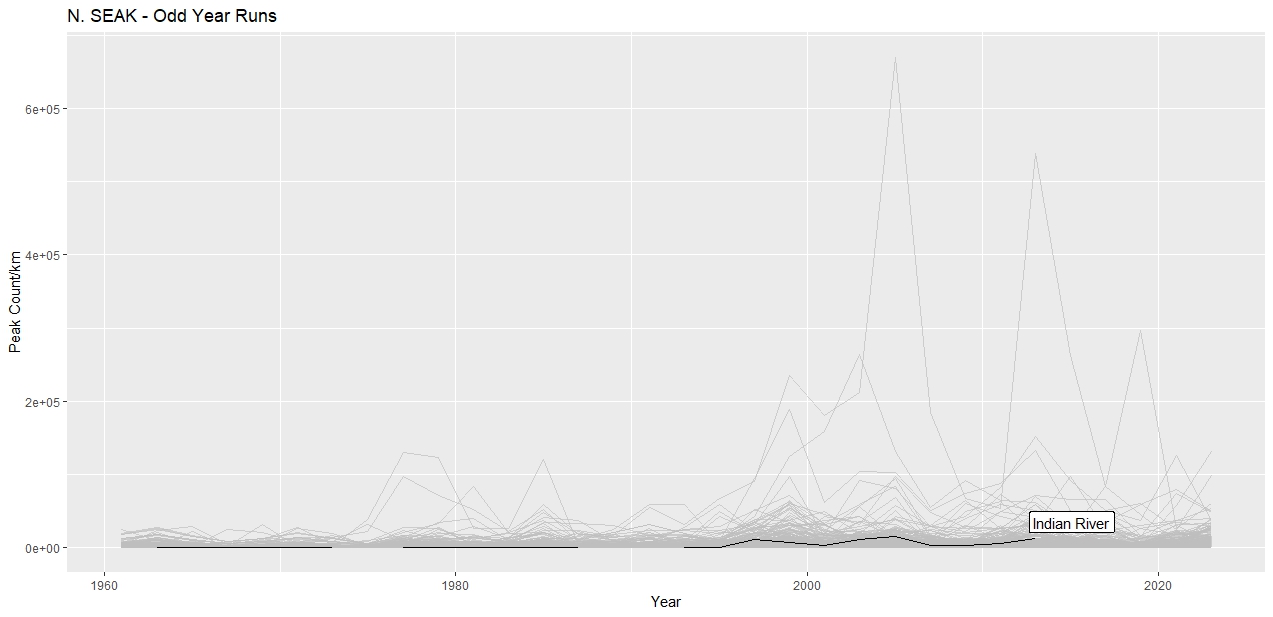 N. SEAK - Odd Year Runs
Peak Count/km
6e+05
4e+05
2e+05
0e+00
Indian River
1960
1980
2000
2020
Year